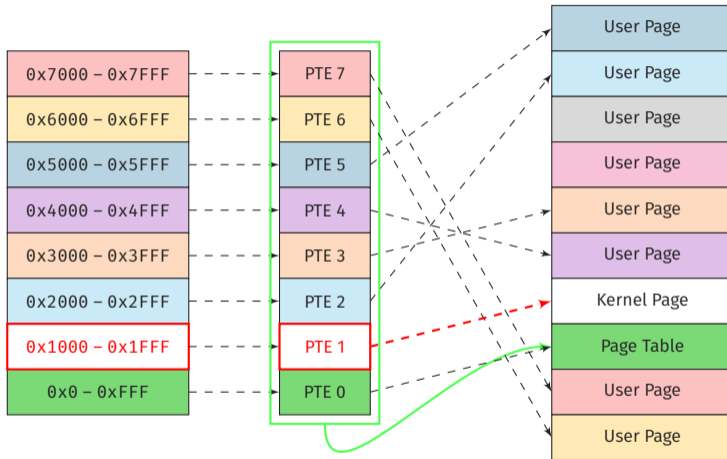 0x7000 – 0x7FFF
0x6000 – 0x6FFF
0x5000 – 0x5FFF
0x4000 – 0x4FFF
0x3000 – 0x3FFF
0x2000 – 0x2FFF
0x1000 – 0x1FFF
0x0 – 0xFFF
PTE 7
PTE 6
PTE 5
PTE 4
PTE 3
PTE 2
PTE 1
PTE 0
User Page
User Page
User Page
User Page
User Page
User Page
Kernel Page
Page Table
User Page
User Page